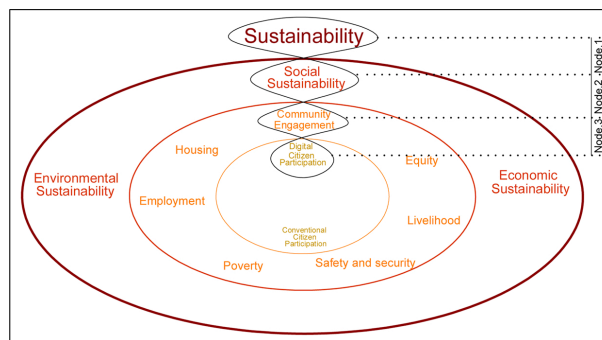 Sustainability
Social
Sustainability
Community
Engagement
Digital
Citizen
Participation
Housing
Equity
Environmental
Sustainability
Economic
Sustainability
Employment
Livelihood
Conventional
Citizen
Participation
Poverty
Safety and security
Node.1
Node.2
Node.3